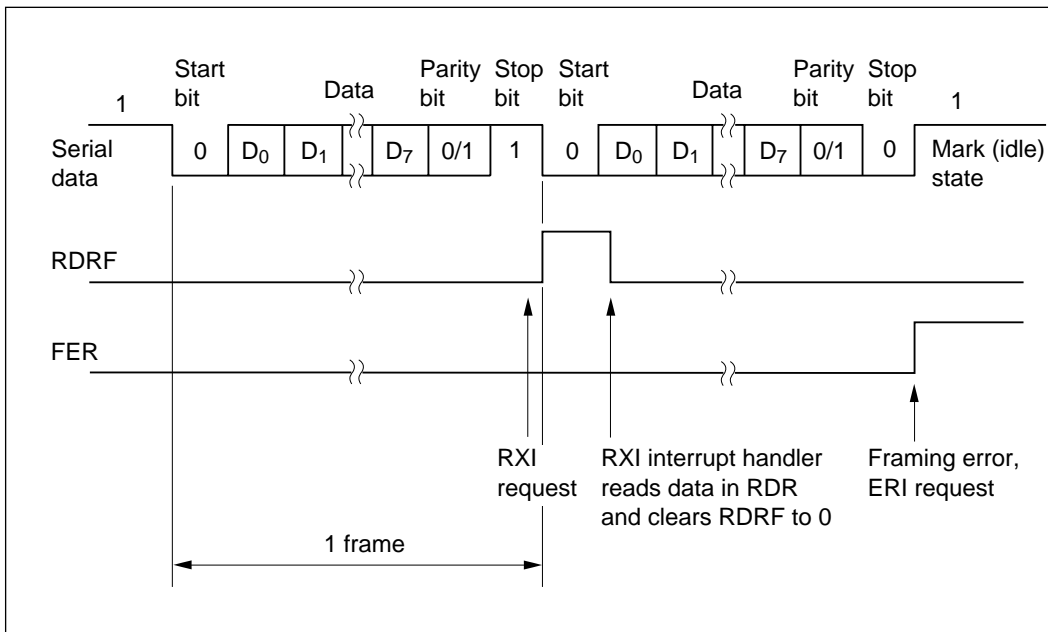 Start bit Data Parity bit Stop bit Start bit Data Parity bit Stop bit
1 1
Serial data 0 D₀ D₁ D₇ 0/1 1 0 D₀ D₁ D₇ 0/1 0 Mark (idle) state
RDRF
FER
RXI request
RXI interrupt handler
reads data in RDR
and clears RDRF to 0
Framing error,
ERI request
1 frame